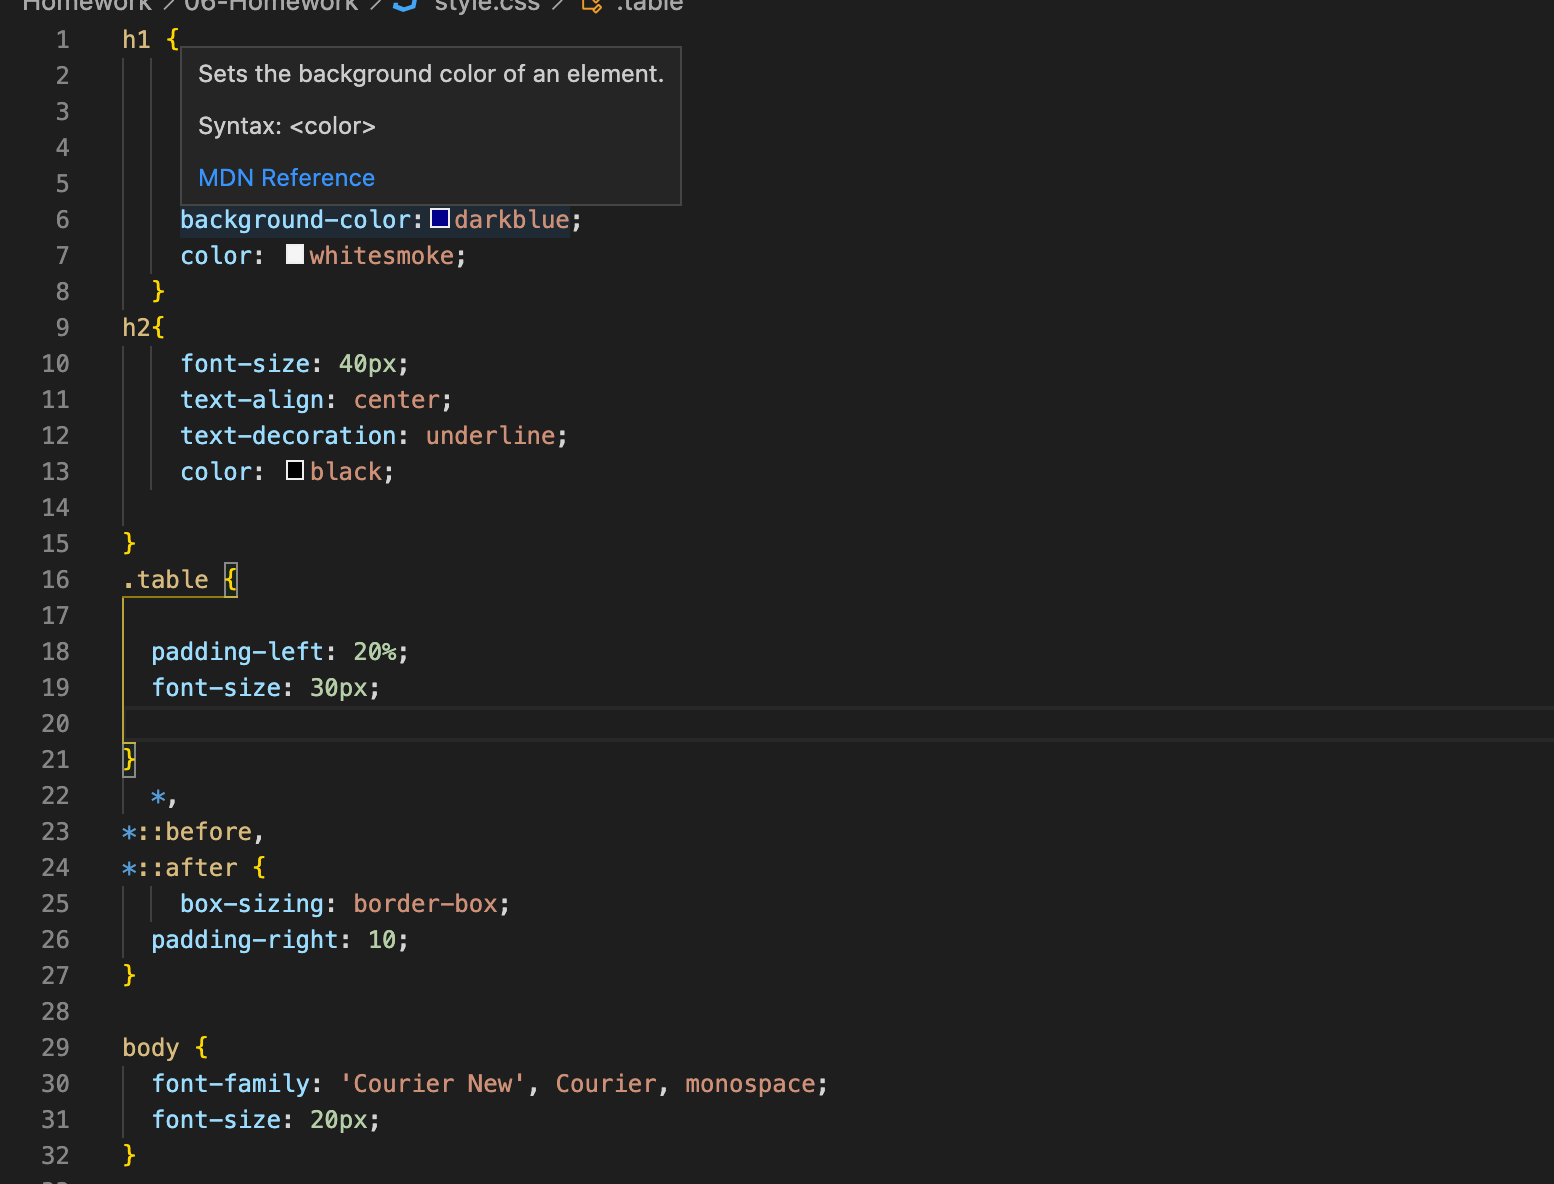 Homework > 06-Homework > style.css > .table
1 h1 {
Sets the background color of an element.
2
3
Syntax: <color>
4
5
MDN Reference
6 background-color: darkblue;
7 color: whitesmoke;
8 }
9 h2{
10 font-size: 40px;
11 text-align: center;
12 text-decoration: underline;
13 color: black;
14
15 }
16 .table {
17
18 padding-left: 20%;
19 font-size: 30px;
20
21 }
22 *,
23 *::before,
24 *::after {
25 box-sizing: border-box;
26 padding-right: 10;
27 }
28
29 body {
30 font-family: 'Courier New', Courier, monospace;
31 font-size: 20px;
32 }